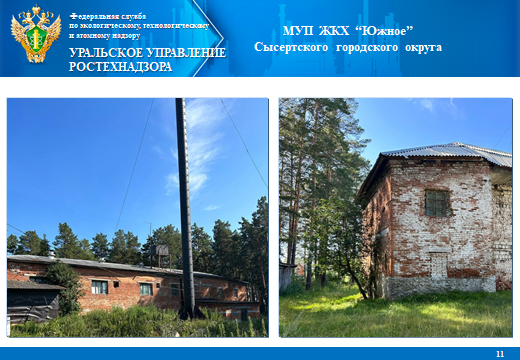 Федеральная служба
по экологическому, технологическому
и атомному надзору
УРАЛЬСКОЕ УПРАВЛЕНИЕ
РОСТЕХНАДЗОРА
МУП ЖКХ “Южное”
Сысертского городского округа
11